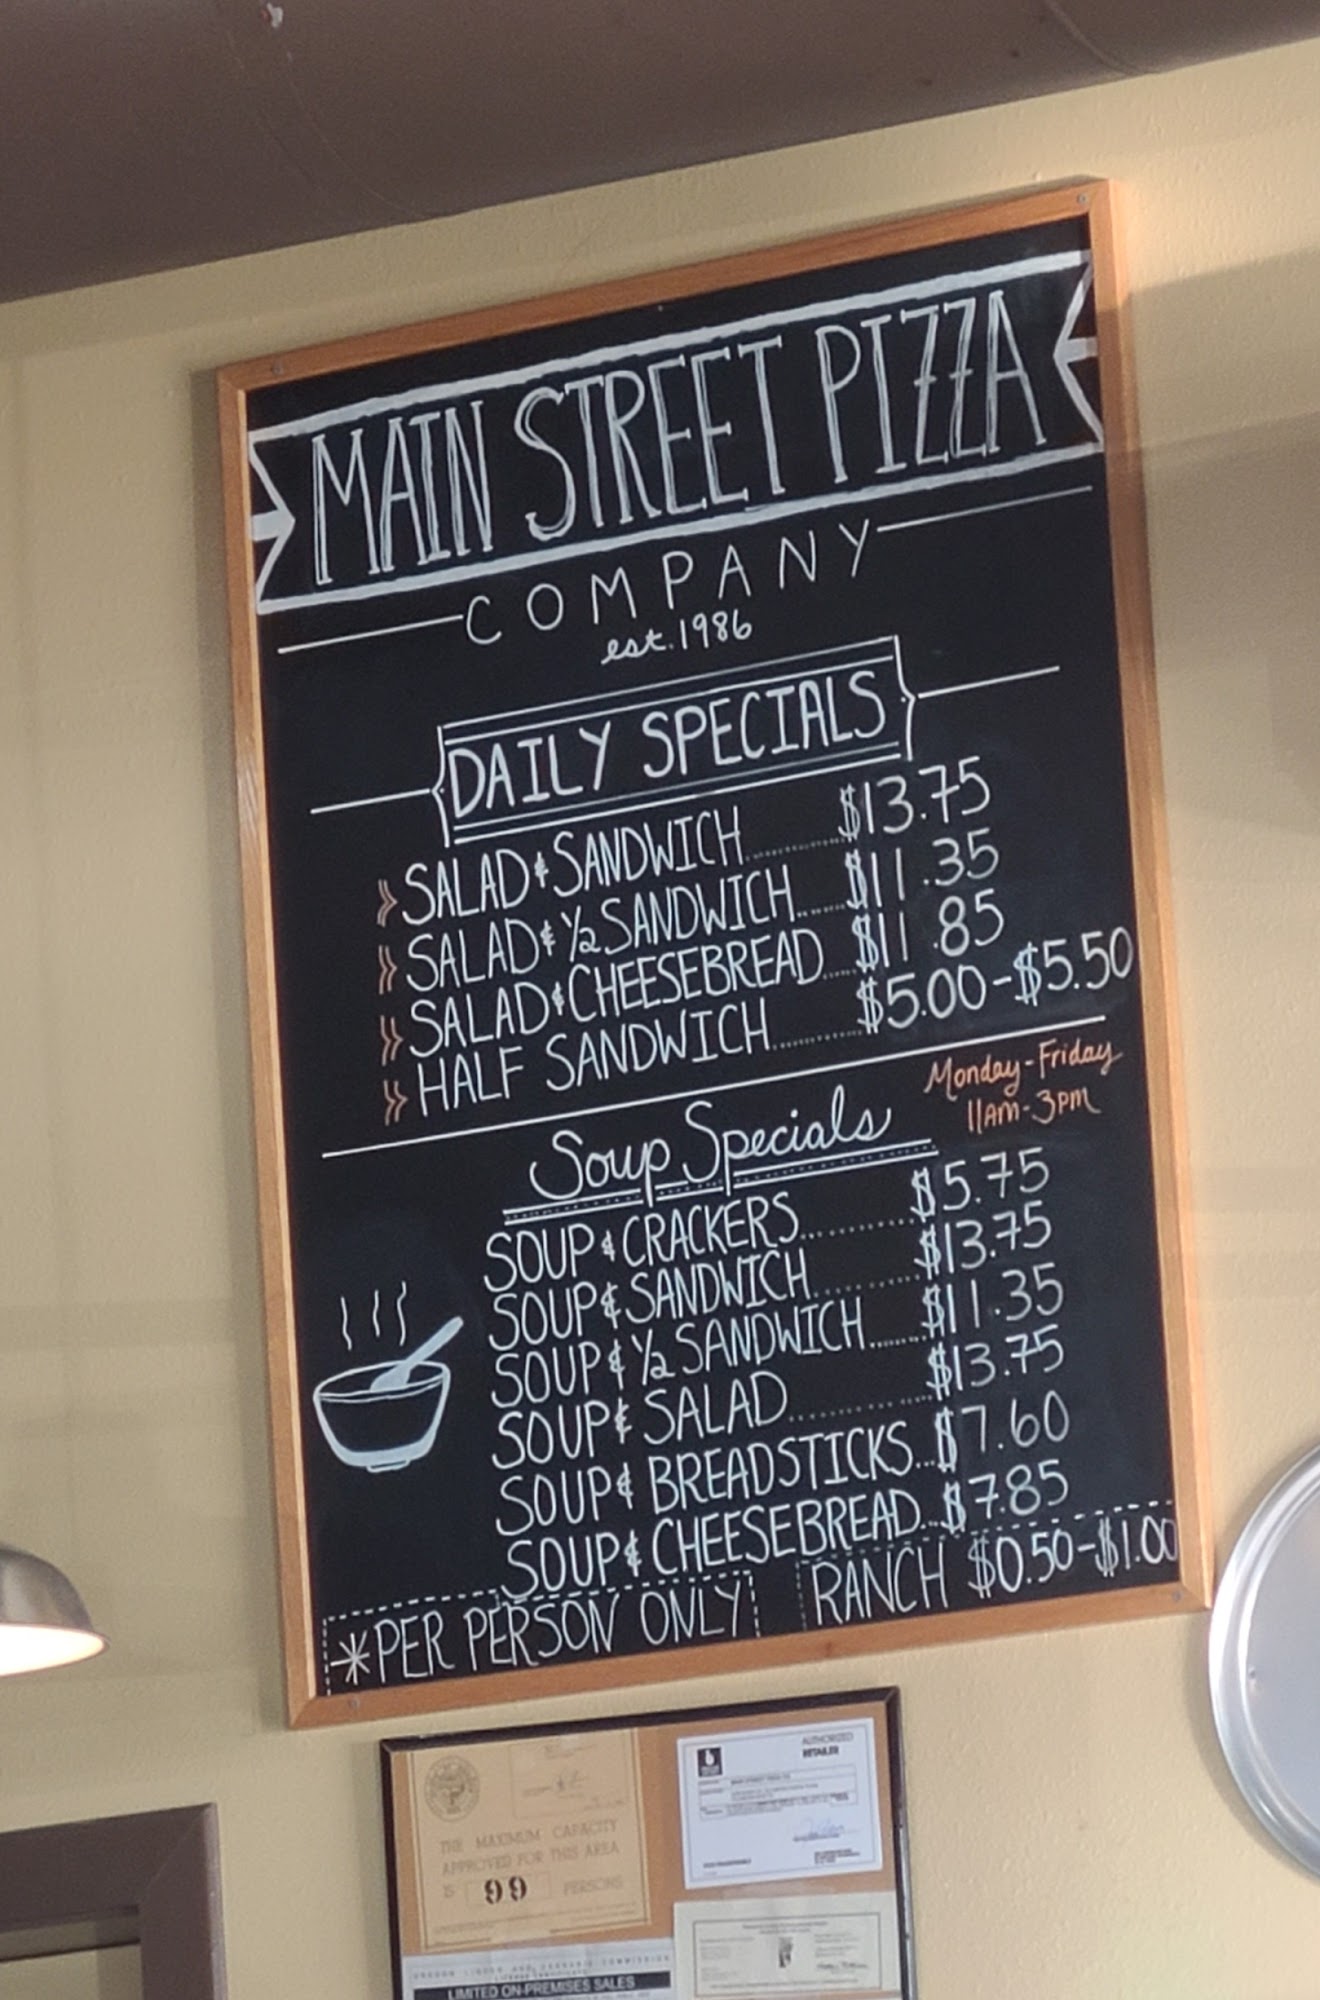 MAIN STREET PIZZA
COMPANY
est. 1986
DAILY SPECIALS
» SALAD & SANDWICH........... $13.75
» SALAD & ½ SANDWICH...... $11.35
» SALAD & CHEESEBREAD..... $11.85
» HALF SANDWICH............ $5.00-$5.50
Monday-Friday
11AM-3PM
Soup Specials
SOUP & CRACKERS............ $5.75
SOUP & SANDWICH........... $13.75
SOUP & ½ SANDWICH....... $11.35
SOUP & SALAD............... $13.75
SOUP & BREADSTICKS... $7.60
SOUP & CHEESEBREAD... $7.85
*PER PERSON ONLY
RANCH $0.50-$1.00
THE MAXIMUM CAPACITY
APPROVED FOR THIS AREA
IS 99 PERSONS
AUTHORIZED
RETAILER
LIMITED ON-PREMISES SALES